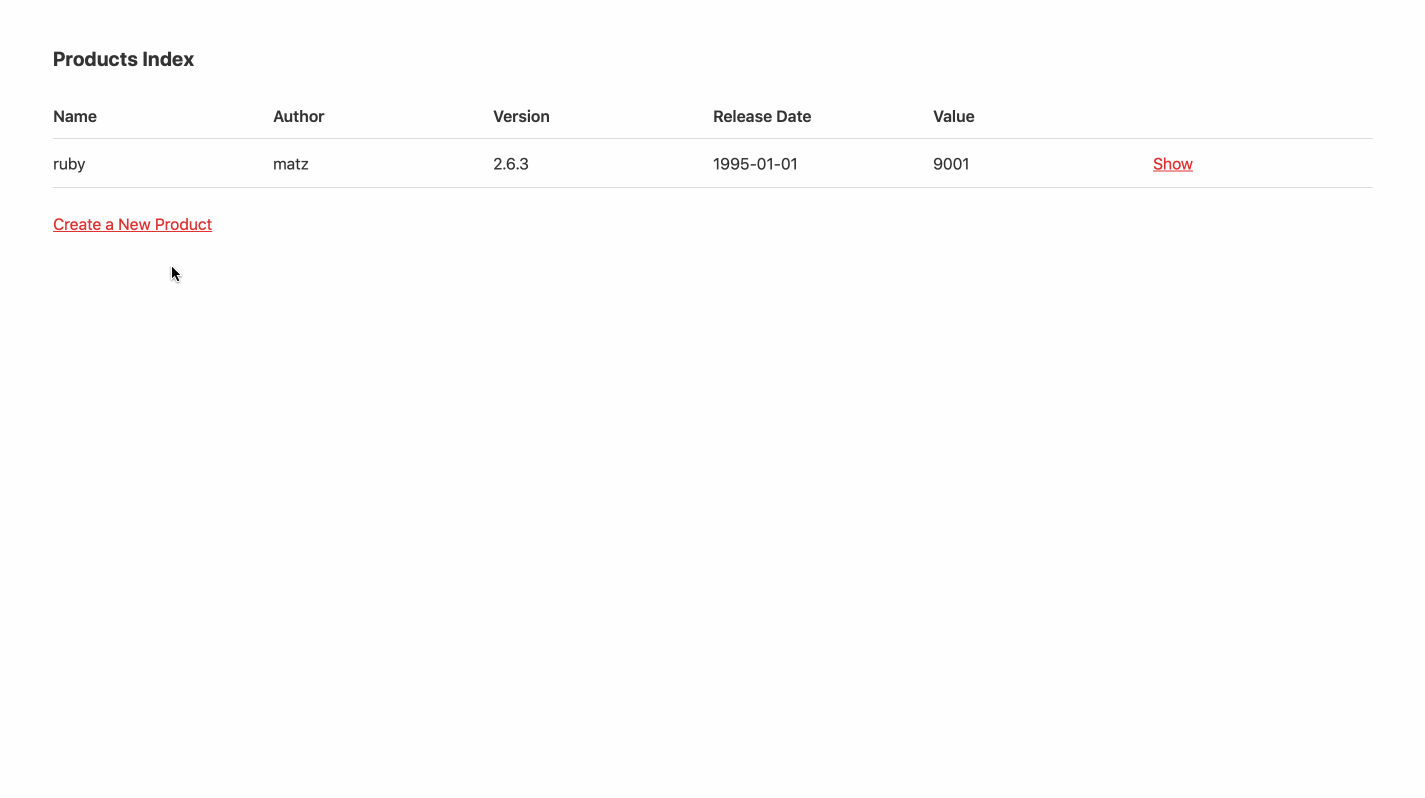 Products Index
Name Author Version Release Date Value
ruby matz 2.6.3 1995-01-01 9001 Show
Create a New Product